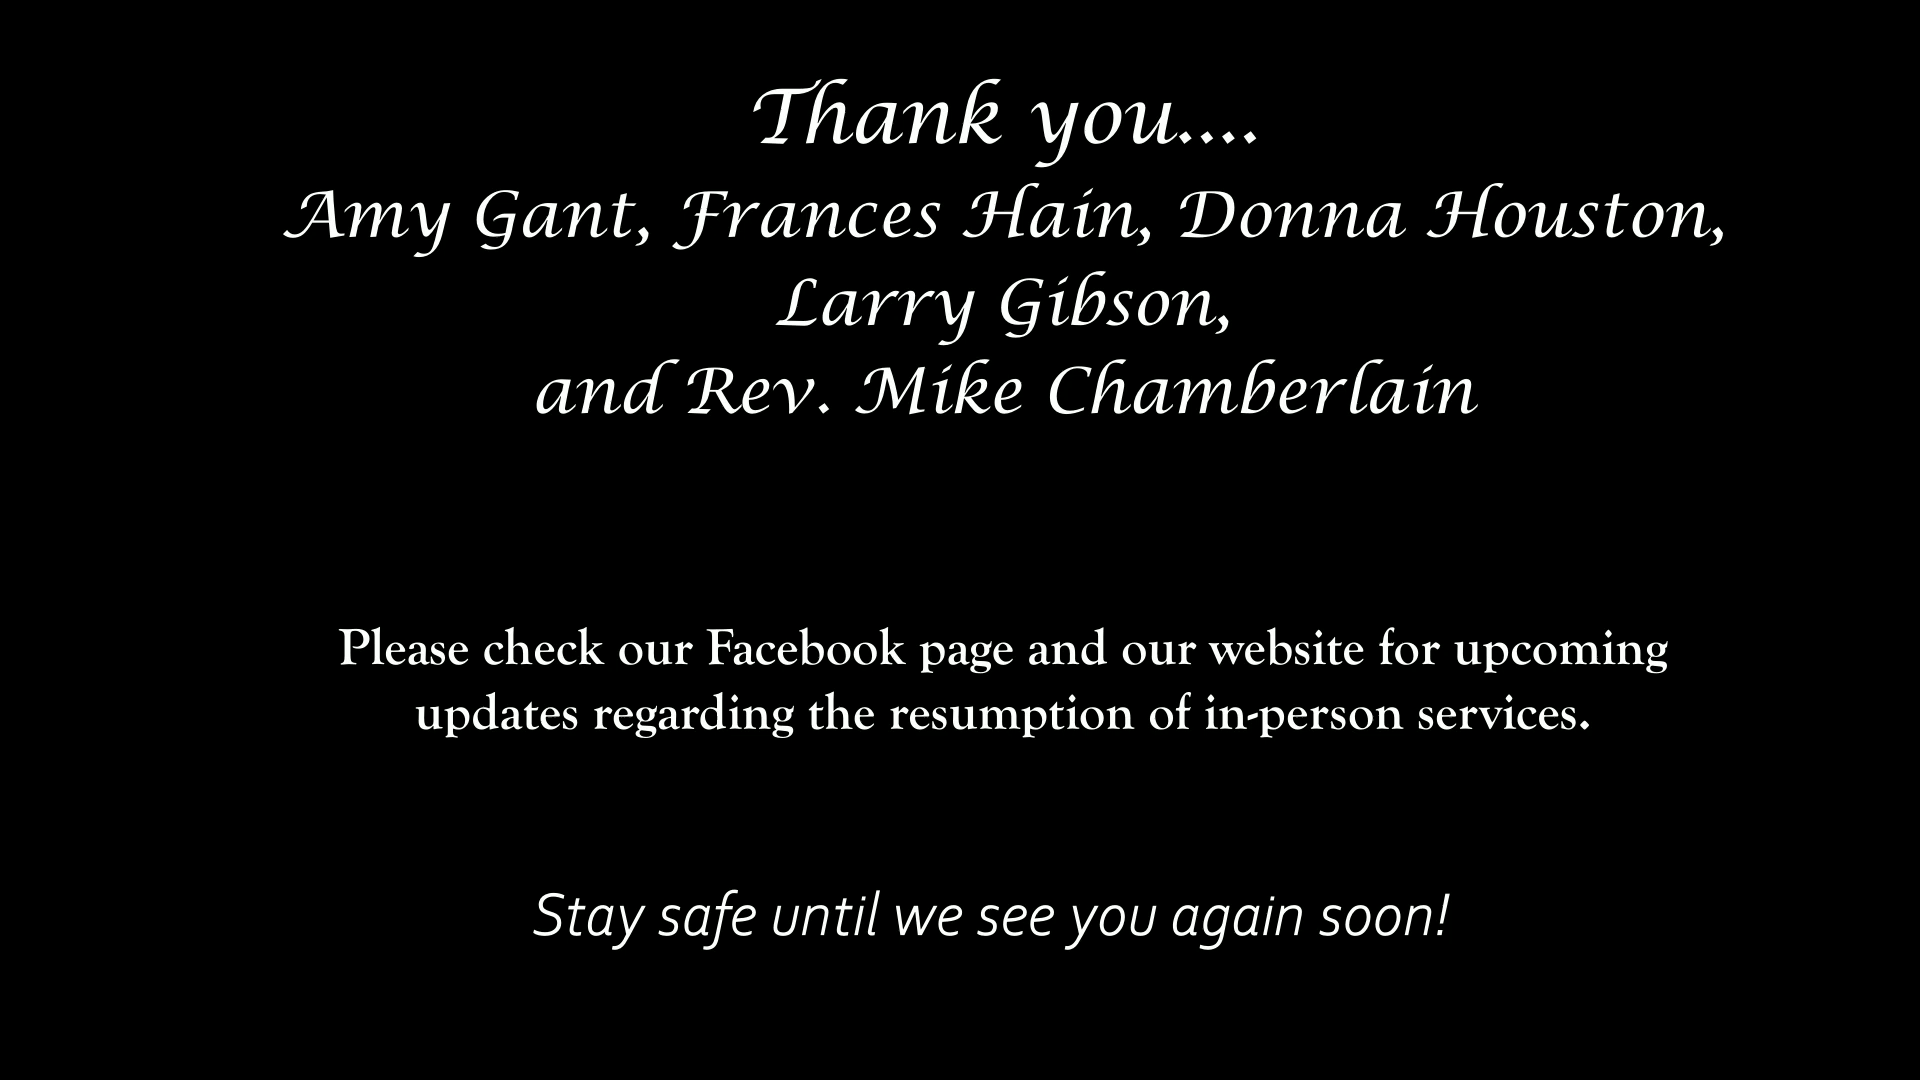 Thank you....
Amy Gant, Frances Hain, Donna Houston,
Larry Gibson,
and Rev. Mike Chamberlain
Please check our Facebook page and our website for upcoming
updates regarding the resumption of in-person services.
Stay safe until we see you again soon!